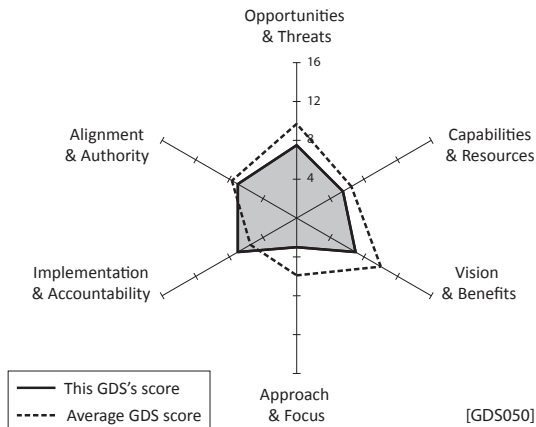 Opportunities
& Threats
16
12
8
4
Alignment
& Authority
Capabilities
& Resources
Implementation
& Accountability
Vision
& Benefits
This GDS's score
Average GDS score
Approach
& Focus
[GDS050]